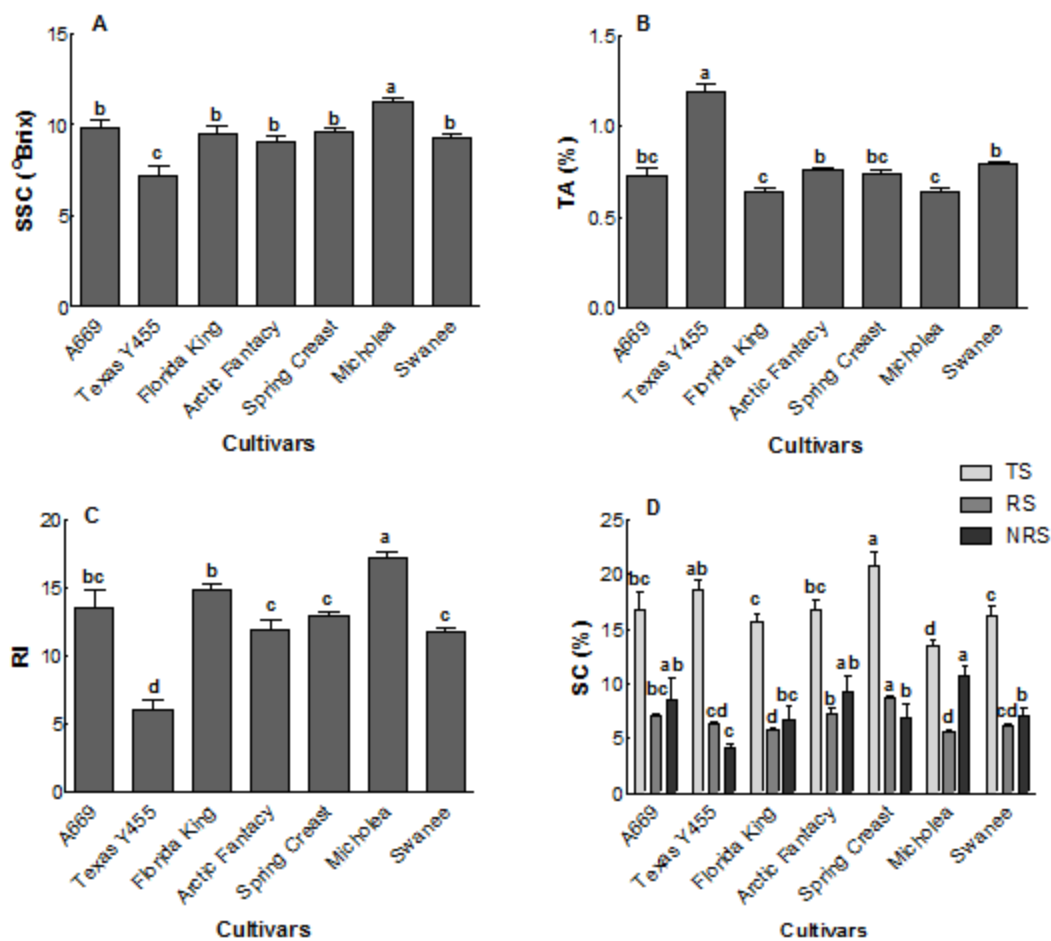 A
15
10
5
0
SSC (°Brix)
b
c
b
b
b
a
b
A669
Texas Y455
Florida King
Arctic Fantacy
Spring Creast
Micholea
Swanee
Cultivars
B
1.5
1.0
0.5
0.0
TA (%)
bc
a
c
b
bc
c
b
A669
Texas Y455
Florida King
Arctic Fantacy
Spring Creast
Micholea
Swanee
Cultivars
C
20
15
10
5
0
RI
bc
d
b
c
c
a
c
A669
Texas Y455
Florida King
Arctic Fantacy
Spring Creast
Micholea
Swanee
Cultivars
TS
RS
NRS
D
25
20
15
10
5
0
SC (%)
bc
bc
ab
ab
cd
c
c
d
bc
bc
b
ab
a
a
b
d
d
a
c
cd
b
A669
Texas Y455
Florida King
Arctic Fantacy
Spring Creast
Micholea
Swanee
Cultivars